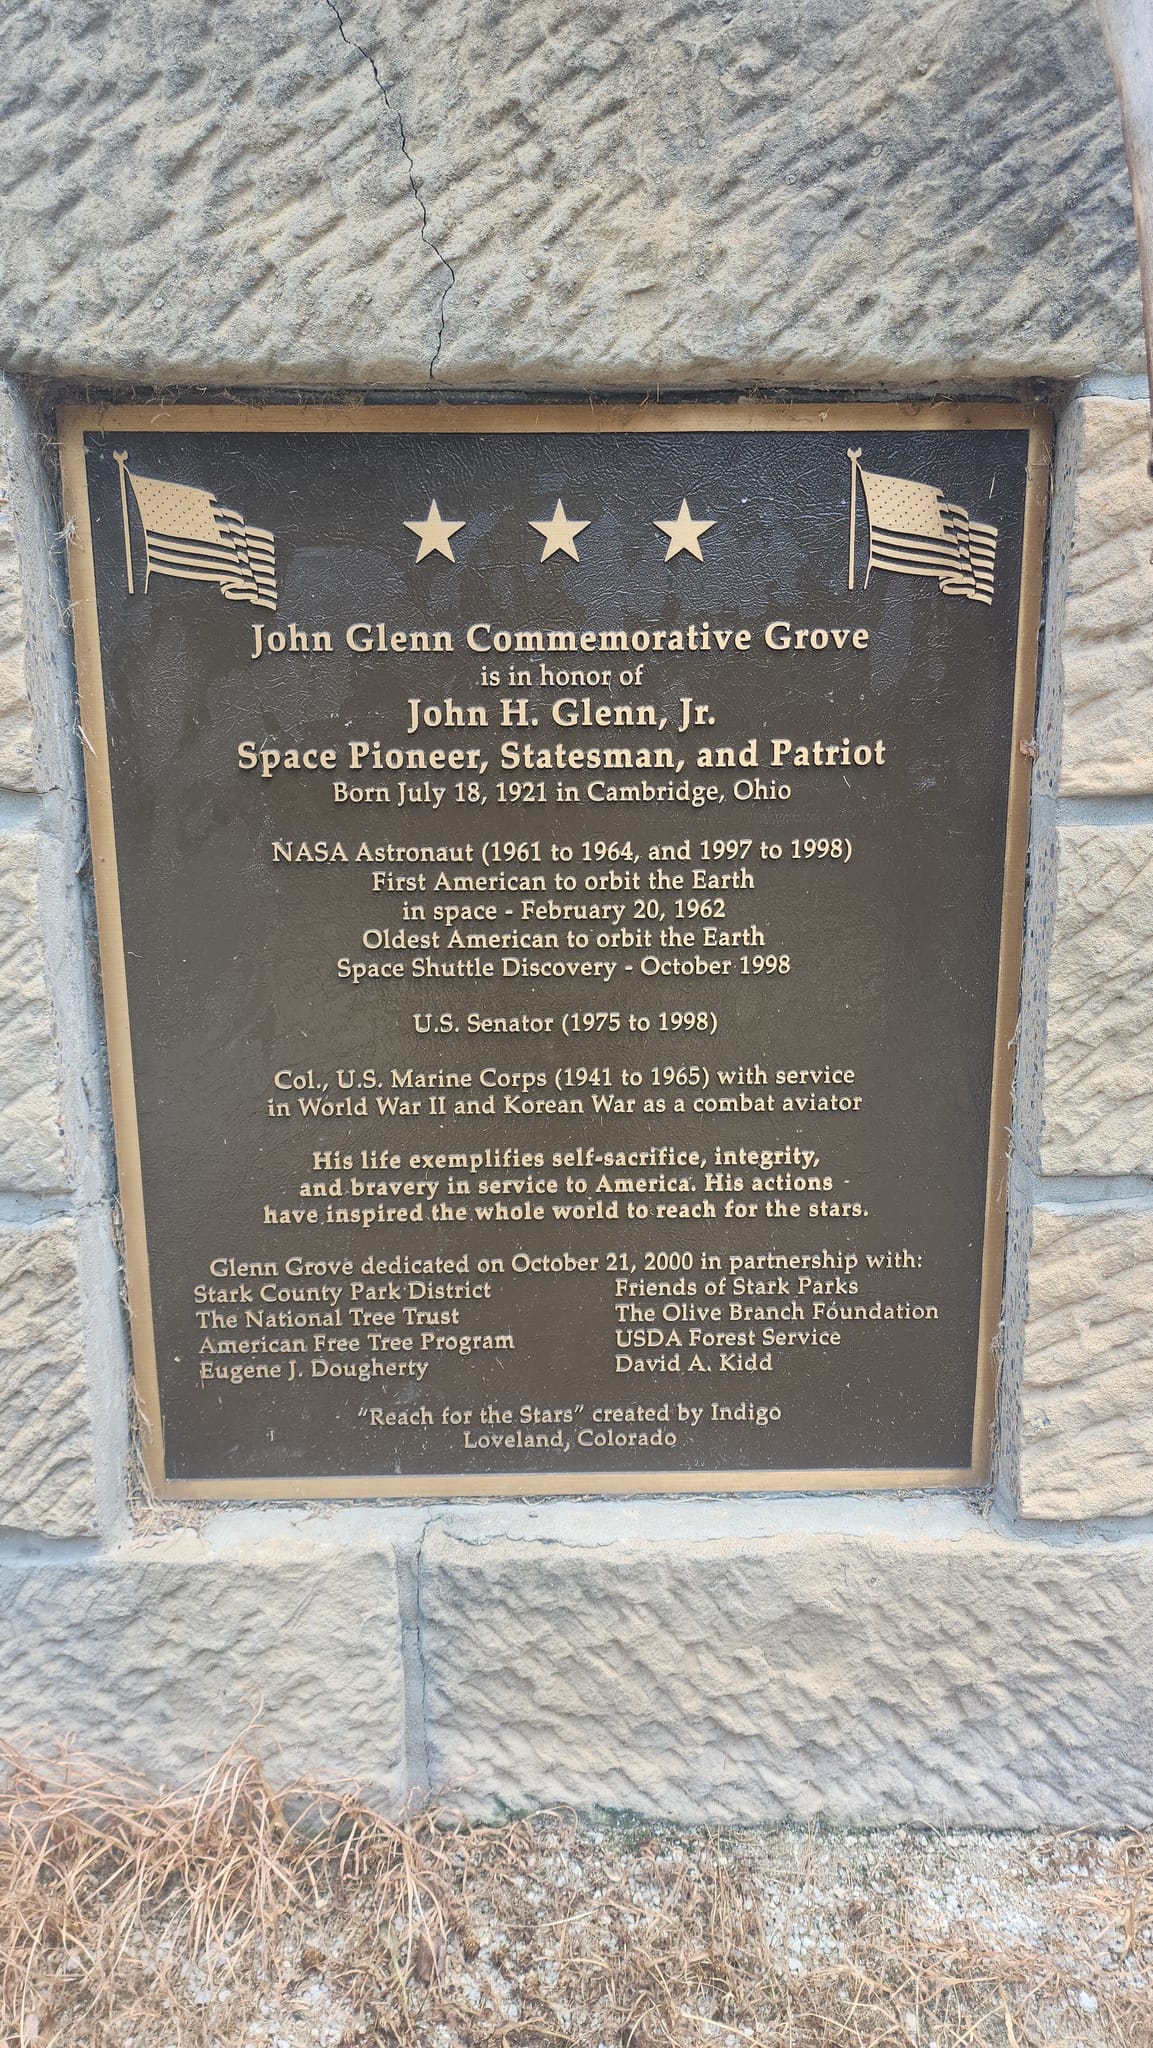 John Glenn Commemorative Grove
is in honor of
John H. Glenn, Jr.
Space Pioneer, Statesman, and Patriot
Born July 18, 1921 in Cambridge, Ohio
NASA Astronaut (1961 to 1964, and 1997 to 1998)
First American to orbit the Earth
in space - February 20, 1962
Oldest American to orbit the Earth
Space Shuttle Discovery - October 1998
U.S. Senator (1975 to 1998)
Col., U.S. Marine Corps (1941 to 1965) with service
in World War II and Korean War as a combat aviator
His life exemplifies self-sacrifice, integrity,
and bravery in service to America. His actions
have inspired the whole world to reach for the stars.
Glenn Grove dedicated on October 21, 2000 in partnership with:
Stark County Park District
The National Tree Trust
American Free Tree Program
Eugene J. Dougherty
Friends of Stark Parks
The Olive Branch Foundation
USDA Forest Service
David A. Kidd
"Reach for the Stars" created by Indigo
Loveland, Colorado